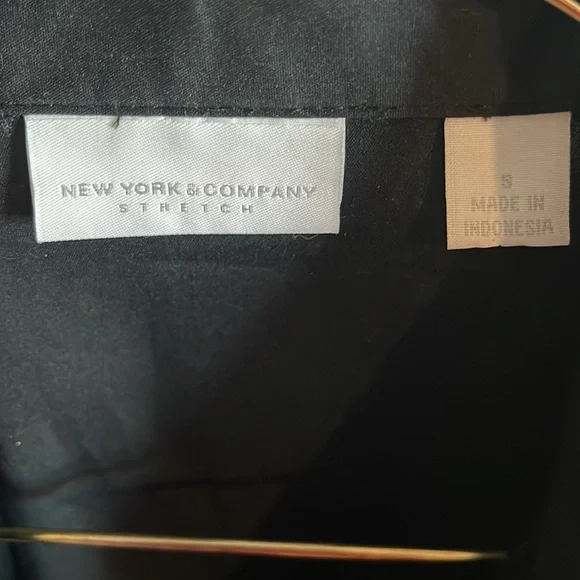 NEW YORK & COMPANY
STRETCH
S
MADE IN
INDONESIA